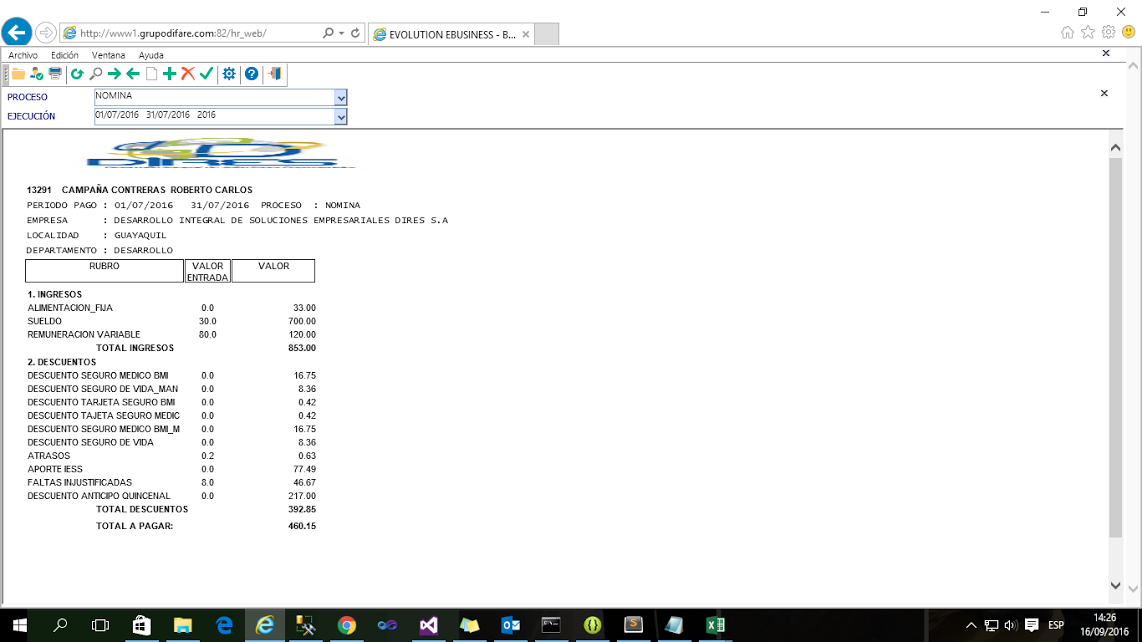 http://www1.grupodifare.com:82/hr_web/
EVOLUTION EBUSINESS - B...
Archivo Edición Ventana Ayuda
PROCESO NOMINA
EJECUCIÓN 01/07/2016 31/07/2016 2016
DIRES
13291 CAMPAÑA CONTRERAS ROBERTO CARLOS
PERIODO PAGO : 01/07/2016 31/07/2016 PROCESO : NOMINA
EMPRESA : DESARROLLO INTEGRAL DE SOLUCIONES EMPRESARIALES DIRES S.A
LOCALIDAD : GUAYAQUIL
DEPARTAMENTO : DESARROLLO
RUBRO VALOR ENTRADA VALOR
1. INGRESOS
ALIMENTACION_FIJA 0.0 33.00
SUELDO 30.0 700.00
REMUNERACION VARIABLE 80.0 120.00
TOTAL INGRESOS 853.00
2. DESCUENTOS
DESCUENTO SEGURO MEDICO BMI 0.0 16.75
DESCUENTO SEGURO DE VIDA_MAN 0.0 8.36
DESCUENTO TARJETA SEGURO BMI 0.0 0.42
DESCUENTO TAJETA SEGURO MEDIC 0.0 0.42
DESCUENTO SEGURO MEDICO BMI_M 0.0 16.75
DESCUENTO SEGURO DE VIDA 0.0 8.36
ATRASOS 0.2 0.63
APORTE IESS 0.0 77.49
FALTAS INJUSTIFICADAS 8.0 46.67
DESCUENTO ANTICIPO QUINCENAL 0.0 217.00
TOTAL DESCUENTOS 392.85
TOTAL A PAGAR: 460.15
ESP
14:26
16/09/2016